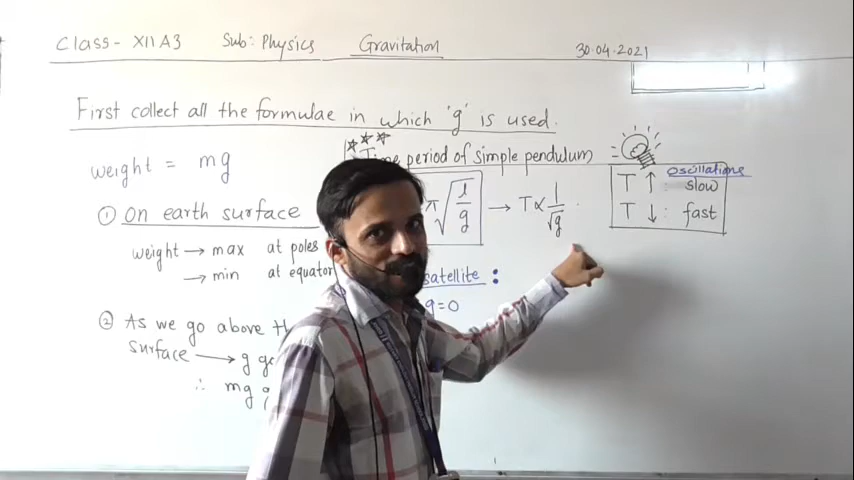 Class- XII A3 Sub: Physics Gravitation 30.04.2021
First collect all the formulae in which 'g' is used.
weight = mg
① On earth surface
weight → max at poles
→ min at equator
② As we go above
surface → g
∴ mg
*** Time period of simple pendulum
π√(l/g) → T ∝ 1/√g
satellite :
g=0
oscillations
T ↑ : slow
T ↓ : fast